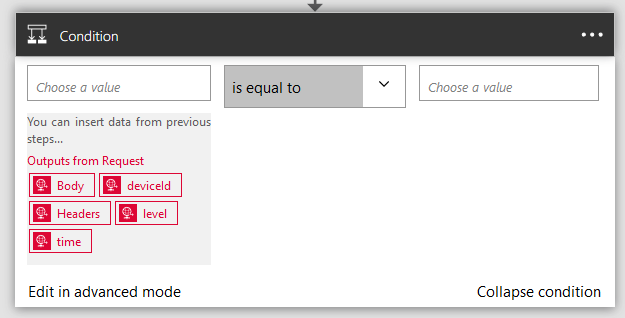 Condition
Choose a value
is equal to
Choose a value
You can insert data from previous
steps...
Outputs from Request
Body
deviceId
Headers
level
time
Edit in advanced mode
Collapse condition